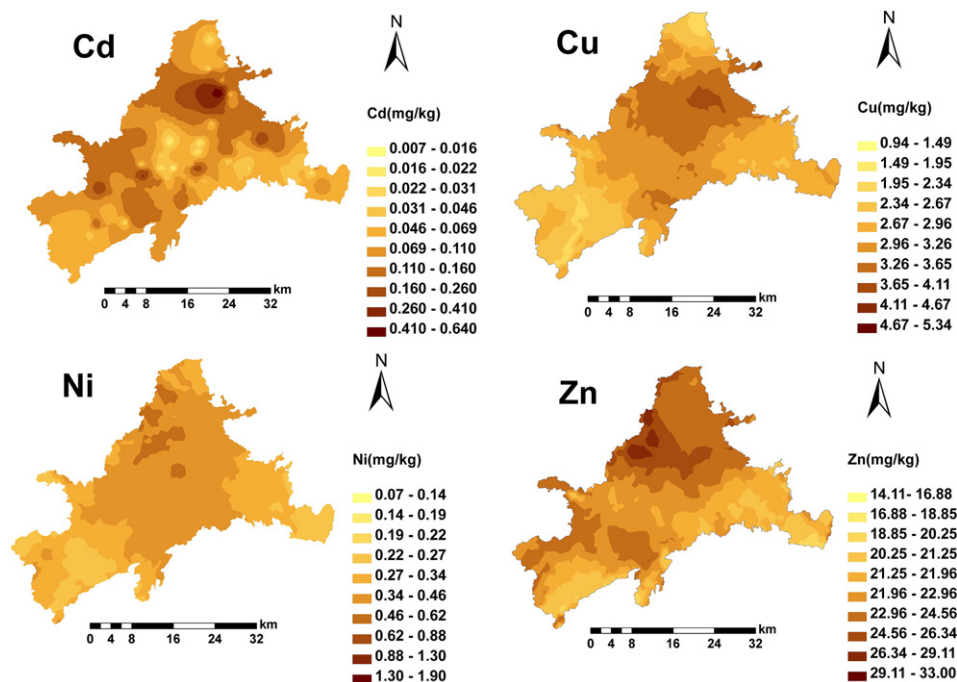 Cd
N
Cd(mg/kg)
0.007 - 0.016
0.016 - 0.022
0.022 - 0.031
0.031 - 0.046
0.046 - 0.069
0.069 - 0.110
0.110 - 0.160
0.160 - 0.260
0.260 - 0.410
0.410 - 0.640
km
0 4 8 16 24 32
Cu
N
Cu(mg/kg)
0.94 - 1.49
1.49 - 1.95
1.95 - 2.34
2.34 - 2.67
2.67 - 2.96
2.96 - 3.26
3.26 - 3.65
3.65 - 4.11
4.11 - 4.67
4.67 - 5.34
km
0 4 8 16 24 32
Ni
N
Ni(mg/kg)
0.07 - 0.14
0.14 - 0.19
0.19 - 0.22
0.22 - 0.27
0.27 - 0.34
0.34 - 0.46
0.46 - 0.62
0.62 - 0.88
0.88 - 1.30
1.30 - 1.90
km
0 4 8 16 24 32
Zn
N
Zn(mg/kg)
14.11- 16.88
16.88 - 18.85
18.85 - 20.25
20.25 - 21.25
21.25 - 21.96
21.96 - 22.96
22.96 - 24.56
24.56 - 26.34
26.34 - 29.11
29.11 - 33.00
km
0 4 8 16 24 32